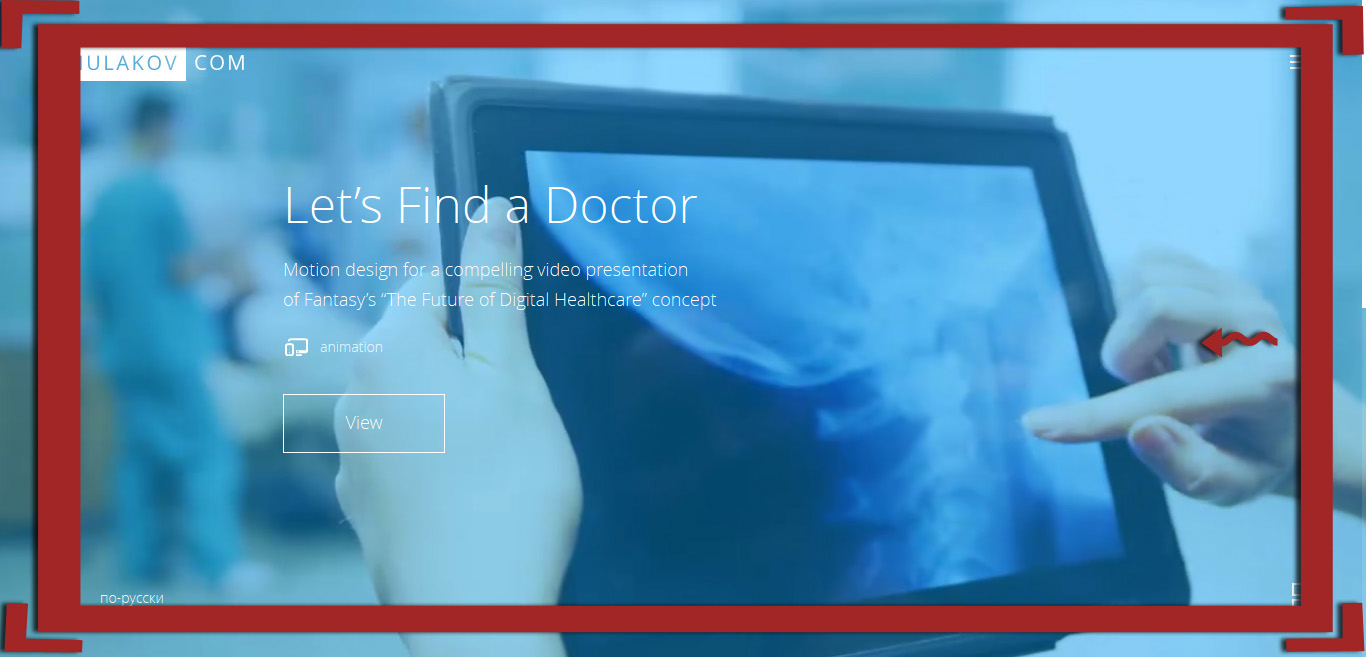 ULAKOV COM
Let’s Find a Doctor
Motion design for a compelling video presentation
of Fantasy’s “The Future of Digital Healthcare” concept
animation
View
по-русски